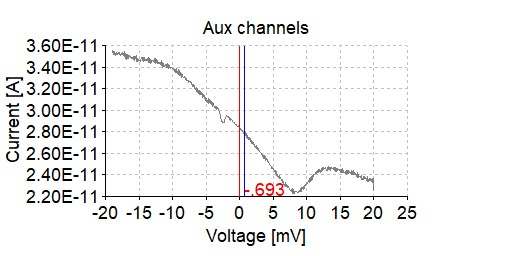 Aux channels
Current [A]
3.60E-11
3.40E-11
3.20E-11
3.00E-11
2.80E-11
2.60E-11
2.40E-11
2.20E-11
-.693
-20 -15 -10 -5 0 5 10 15 20 25
Voltage [mV]